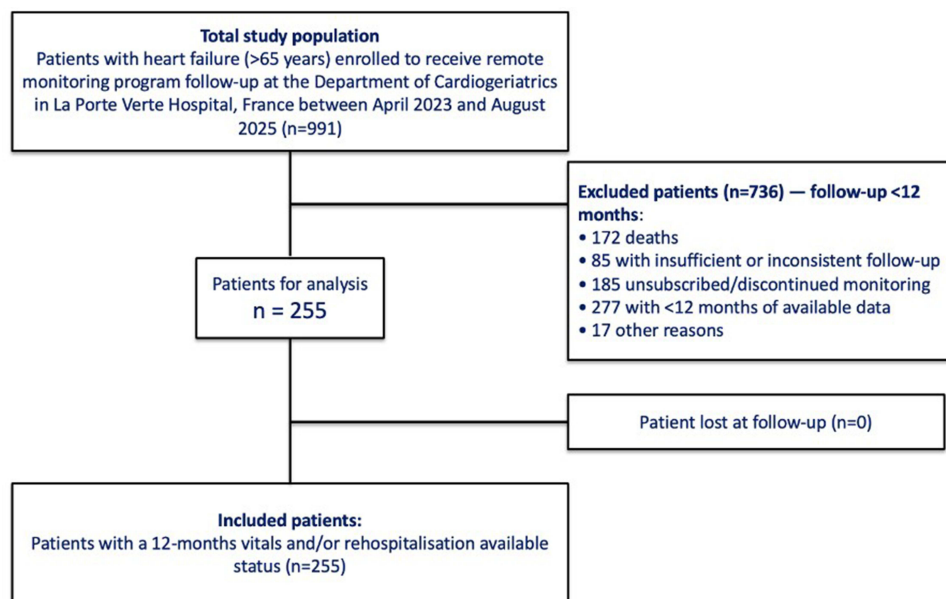 Total study population
Patients with heart failure (>65 years) enrolled to receive remote
monitoring program follow-up at the Department of Cardiogeriatrics
in La Porte Verte Hospital, France between April 2023 and August
2025 (n=991)
Excluded patients (n=736) — follow-up <12
months:
• 172 deaths
• 85 with insufficient or inconsistent follow-up
• 185 unsubscribed/discontinued monitoring
• 277 with <12 months of available data
• 17 other reasons
Patients for analysis
n = 255
Patient lost at follow-up (n=0)
Included patients:
Patients with a 12-months vitals and/or rehospitalisation available
status (n=255)